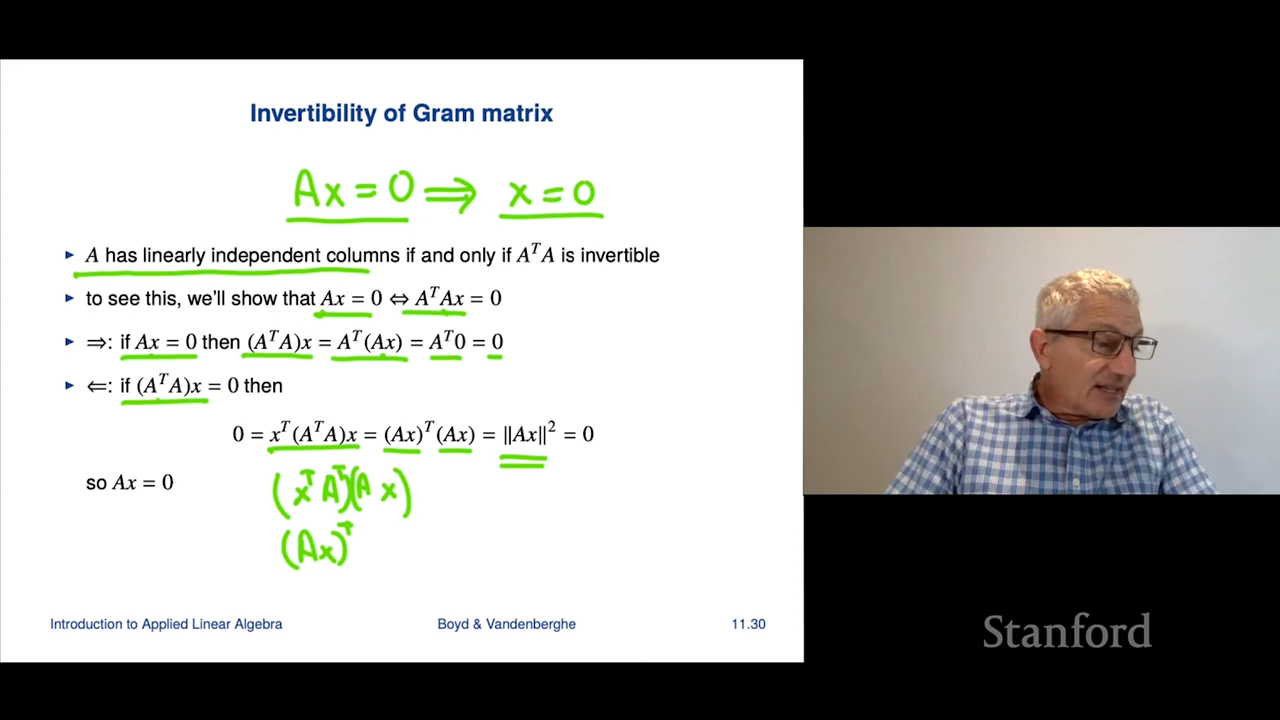 Invertibility of Gram matrix
Ax = 0 ⟹ x = 0
▸ A has linearly independent columns if and only if AᵀA is invertible
▸ to see this, we'll show that Ax = 0 ⇔ AᵀAx = 0
▸ ⇒: if Ax = 0 then (AᵀA)x = Aᵀ(Ax) = Aᵀ0 = 0
▸ ⇐: if (AᵀA)x = 0 then
0 = xᵀ(AᵀA)x = (Ax)ᵀ(Ax) = ‖Ax‖² = 0
so Ax = 0
(xᵀAᵀ)(Ax)
(Ax)ᵀ
Introduction to Applied Linear Algebra Boyd & Vandenberghe 11.30
Stanford